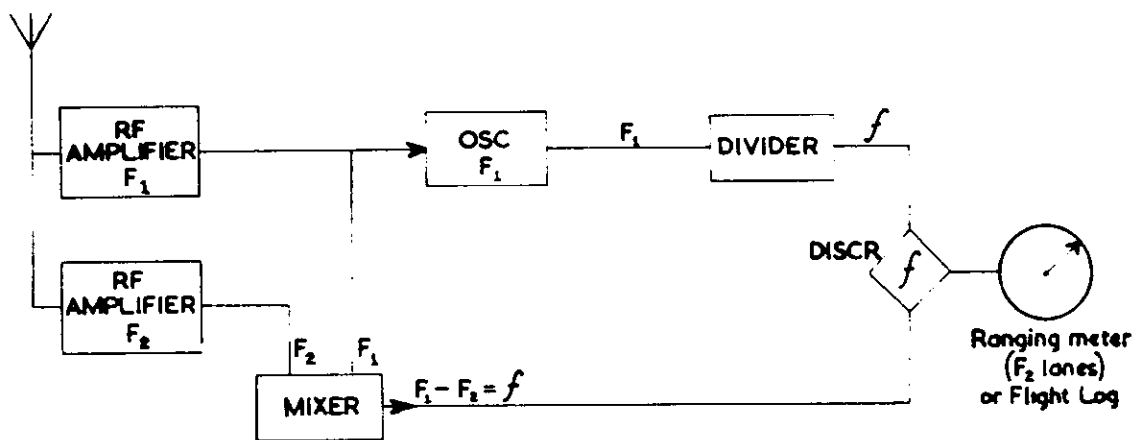 RF
AMPLIFIER
F₁
OSC
F₁
F₁
DIVIDER
f
RF
AMPLIFIER
F₂
F₂
F₁
MIXER
F₁ - F₂ = f
DISCR
f
Ranging meter
(F₂ lanes)
or Flight Log